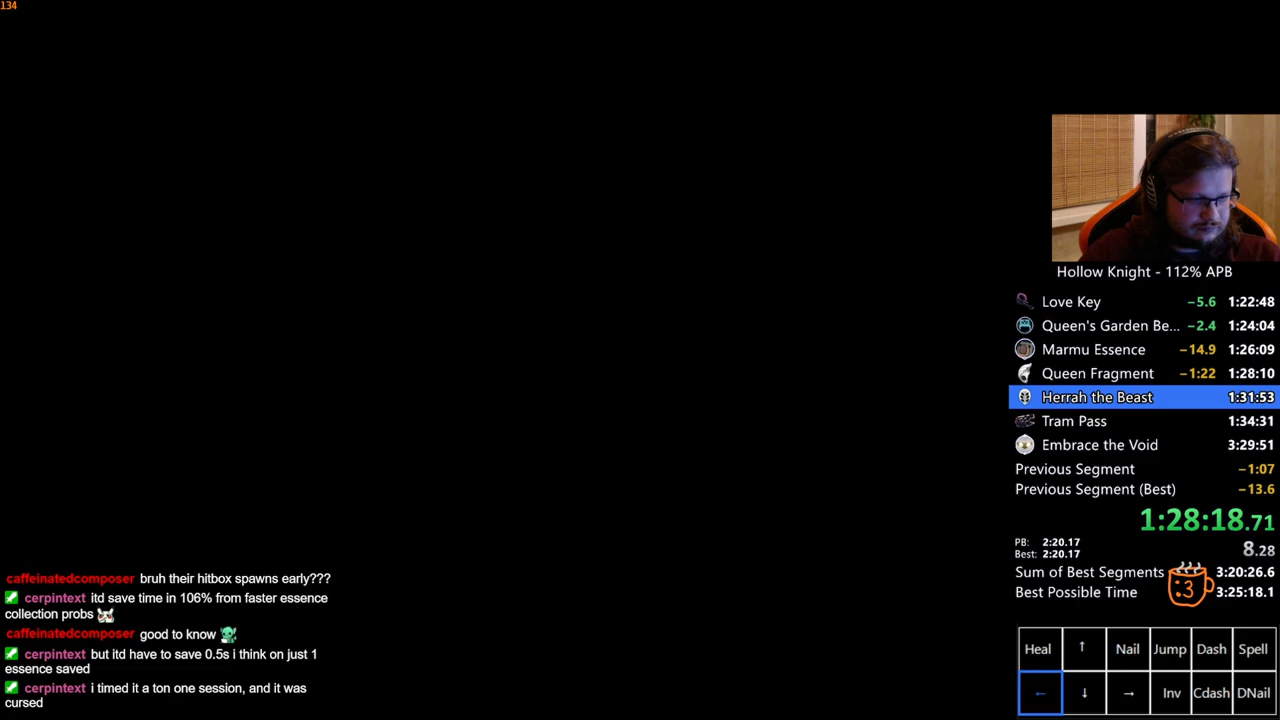 134
Hollow Knight - 112% APB
Love Key -5.6 1:22:48
Queen's Garden Be... -2.4 1:24:04
Marmu Essence -14.9 1:26:09
Queen Fragment -1:22 1:28:10
Herrah the Beast 1:31:53
Tram Pass 1:34:31
Embrace the Void 3:29:51
Previous Segment -1:07
Previous Segment (Best) -13.6
1:28:18.71
PB: 2:20.17 8.28
Best: 2:20.17
Sum of Best Segments 3:20:26.6
Best Possible Time 3:25:18.1
:3
caffeinatedcomposer bruh their hitbox spawns early???
cerpintext itd save time in 106% from faster essence
collection probs
caffeinatedcomposer good to know
cerpintext but itd have to save 0.5s i think on just 1
essence saved
cerpintext i timed it a ton one session, and it was
cursed
Heal ↑ Nail Jump Dash Spell
← ↓ → Inv Cdash DNail